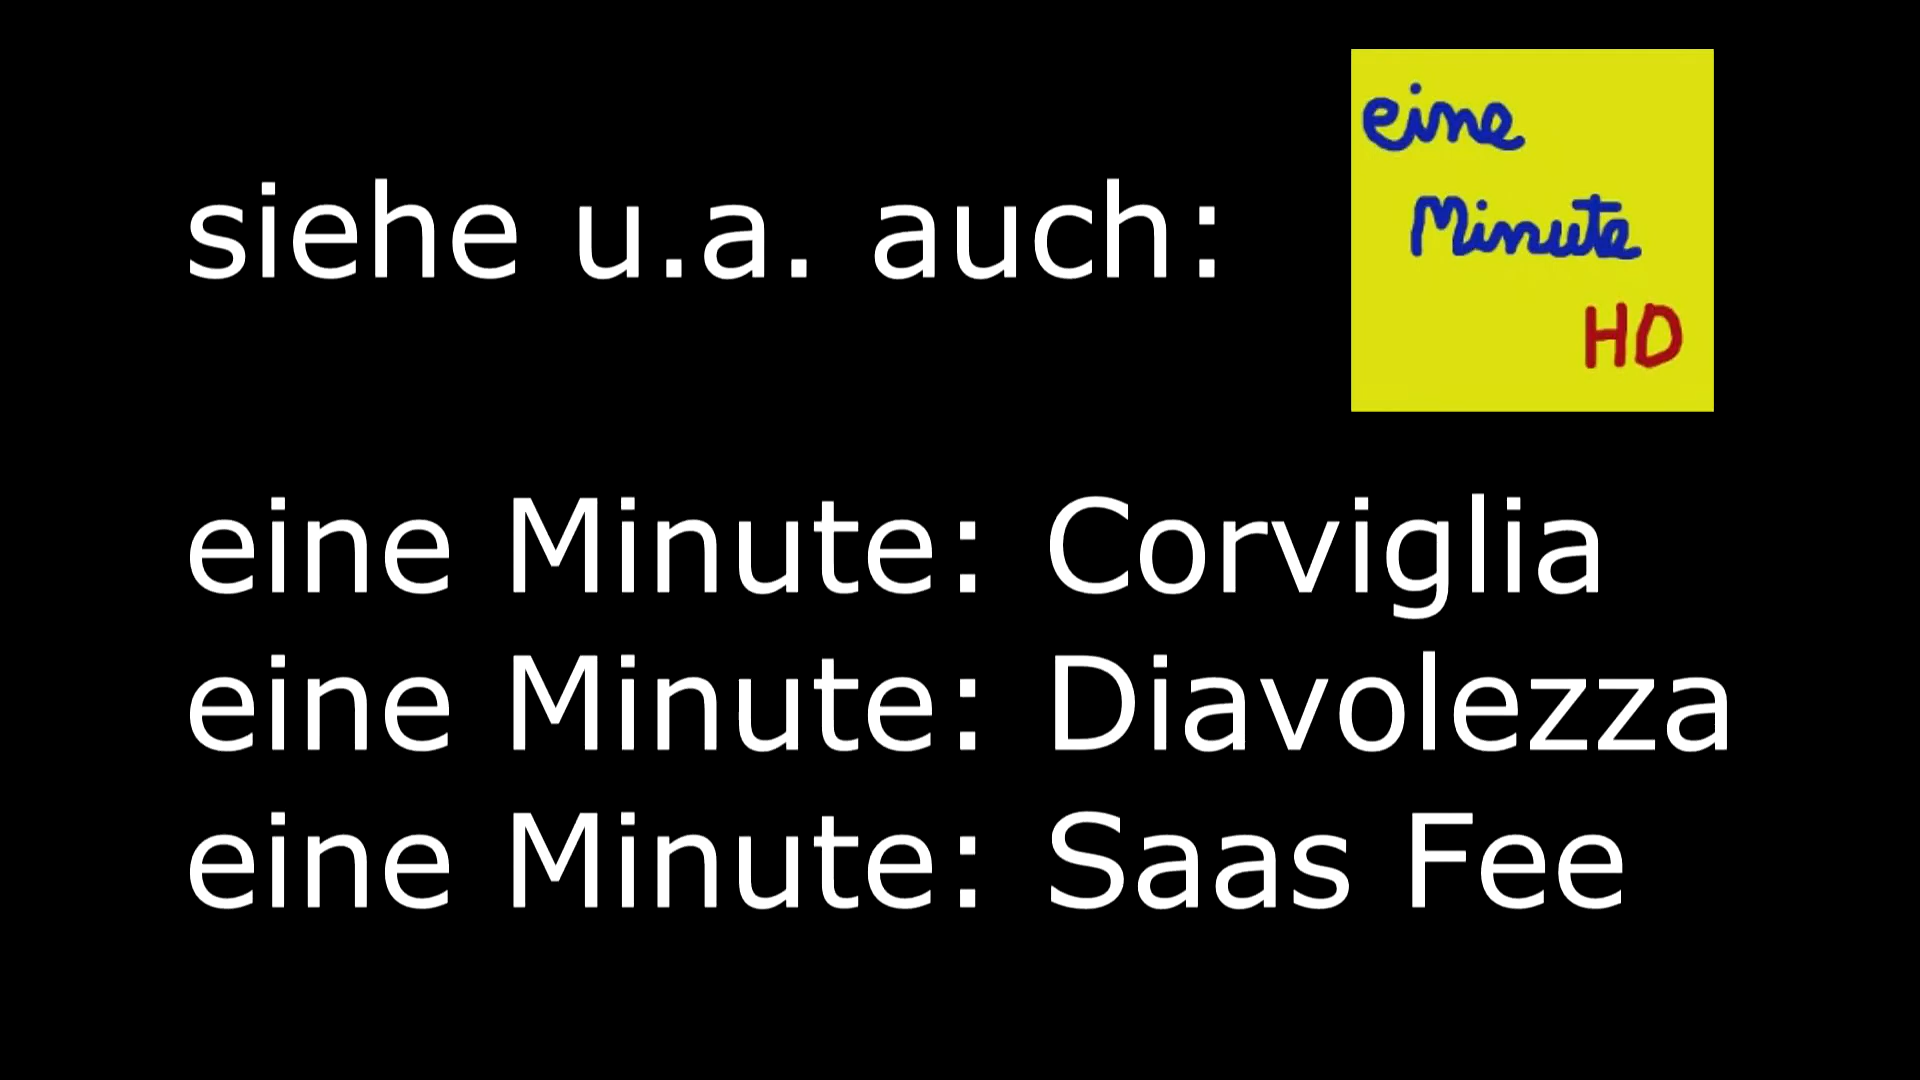 siehe u.a. auch:
eine
Minute
HD
eine Minute: Corviglia
eine Minute: Diavolezza
eine Minute: Saas Fee